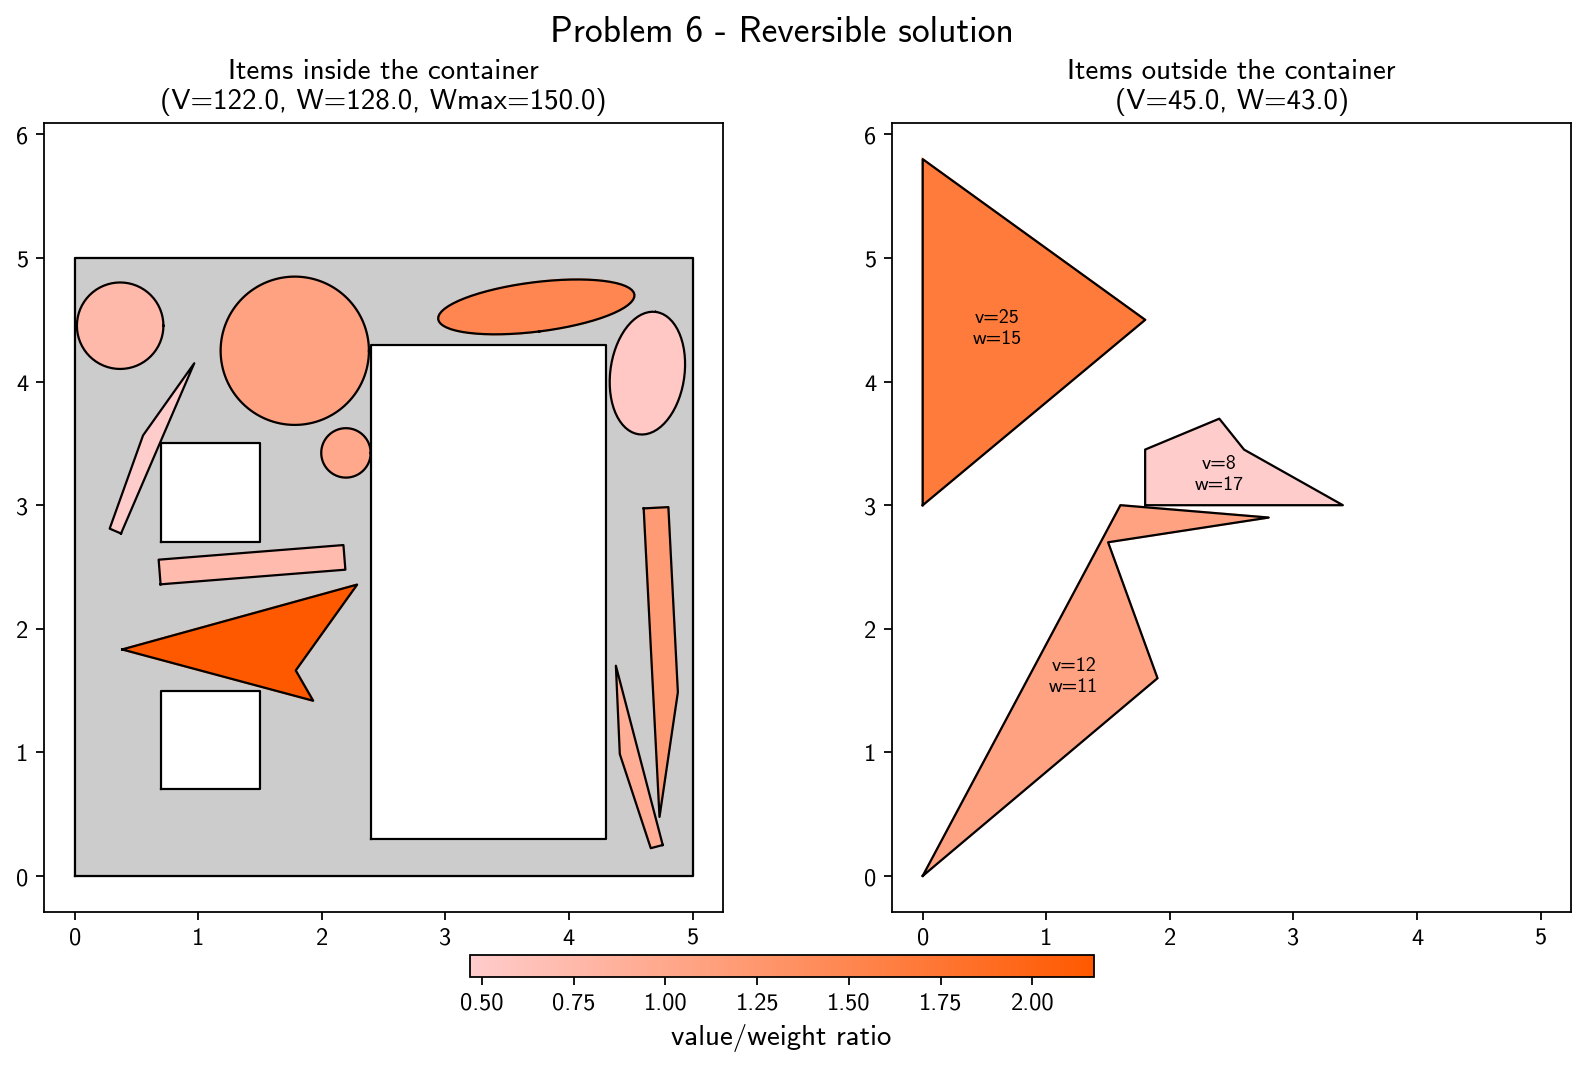 Problem 6 - Reversible solution
Items inside the container
(V=122.0, W=128.0, Wmax=150.0)
6
5
4
3
2
1
0
0 1 2 3 4 5
Items outside the container
(V=45.0, W=43.0)
6
5
4
3
2
1
0
v=25
w=15
v=8
w=17
v=12
w=11
0 1 2 3 4 5
0.50 0.75 1.00 1.25 1.50 1.75 2.00
value/weight ratio